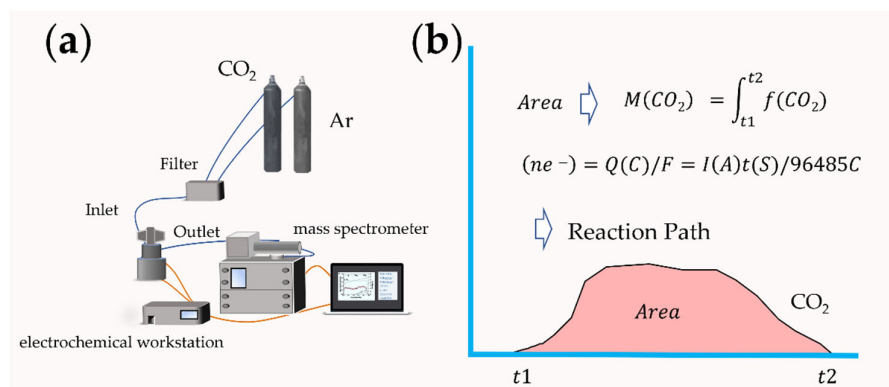 (a)
CO₂
Ar
Filter
Inlet
Outlet
mass spectrometer
electrochemical workstation
(b)
Area M(CO₂) = ∫ₜ₁ᵗ² f(CO₂)
(ne⁻) = Q(C)/F = I(A)t(S)/96485C
Reaction Path
Area
CO₂
t1
t2